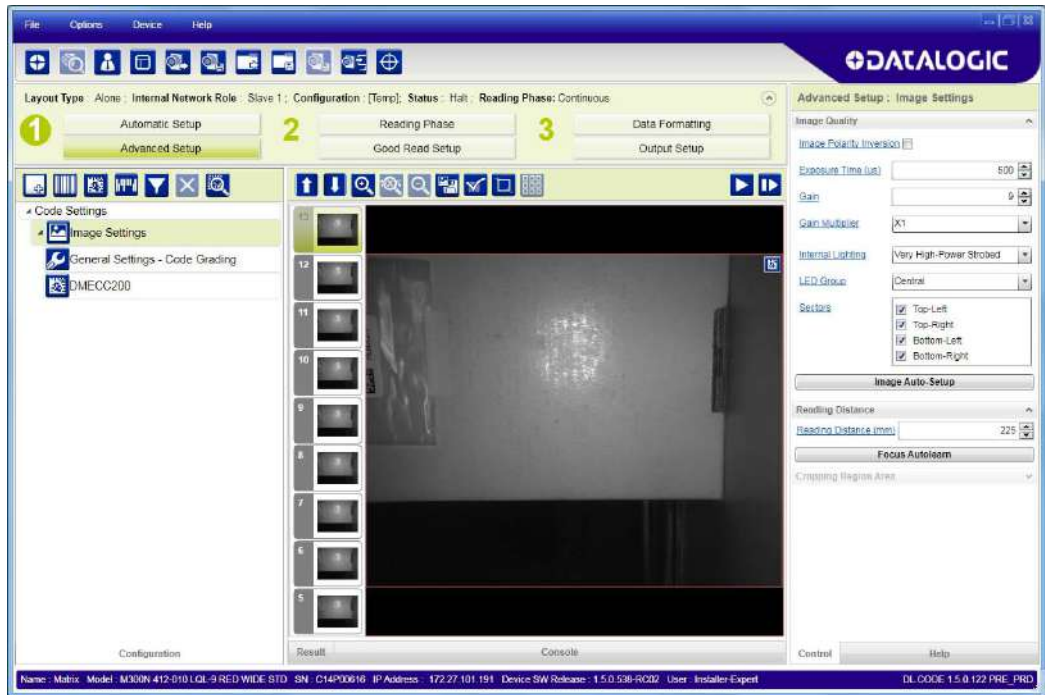 File Options Device Help
DATALOGIC
Layout Type : Alone : Internal Network Role : Slave 1 ; Configuration : [Temp]; Status : Halt ; Reading Phase: Continuous
1 Automatic Setup
Advanced Setup
2 Reading Phase
Good Read Setup
3 Data Formatting
Output Setup
Code Settings
Image Settings
General Settings - Code Grading
DMECC200
Configuration
13
12
11
10
9
8
7
6
5
15
Result
Console
Advanced Setup : Image Settings
Image Quality
Image Polarity Inversion
Exposure Time (us) 500
Gain 9
Gain Multiplier X1
Internal Lighting Very High-Power Strobed
LED Group Central
Sectors Top-Left
Top-Right
Bottom-Left
Bottom-Right
Image Auto-Setup
Reading Distance
Reading Distance (mm) 225
Focus Autolearn
Cropping Region Area
Control
Help
Name : Matrix Model : M300N 412-010 LQL-9 RED WIDE STD SN : C14P00616 IP Address : 172.27.101.191 Device SW Release : 1.5.0.538-RC02 User : Installer-Expert
DL.CODE 1.5.0.122 PRE_PRD